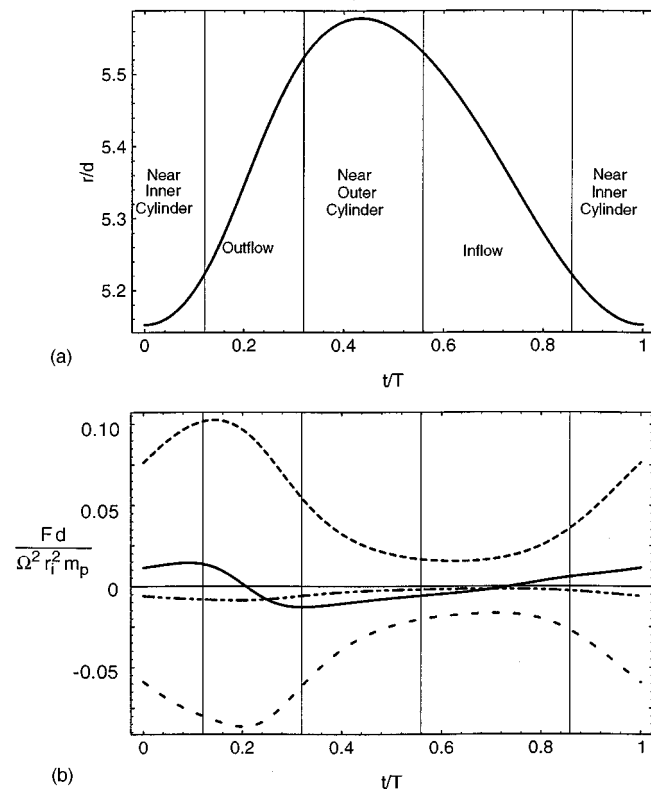 5.5
5.4
r/d
5.3
5.2
Near
Inner
Cylinder
Outflow
Near
Outer
Cylinder
Inflow
Near
Inner
Cylinder
0
0.2
0.4
0.6
0.8
1
(a)
t/T
0.10
0.05
F d
Ω² rᵢ² mₚ
0
-0.05
0
0.2
0.4
0.6
0.8
1
(b)
t/T